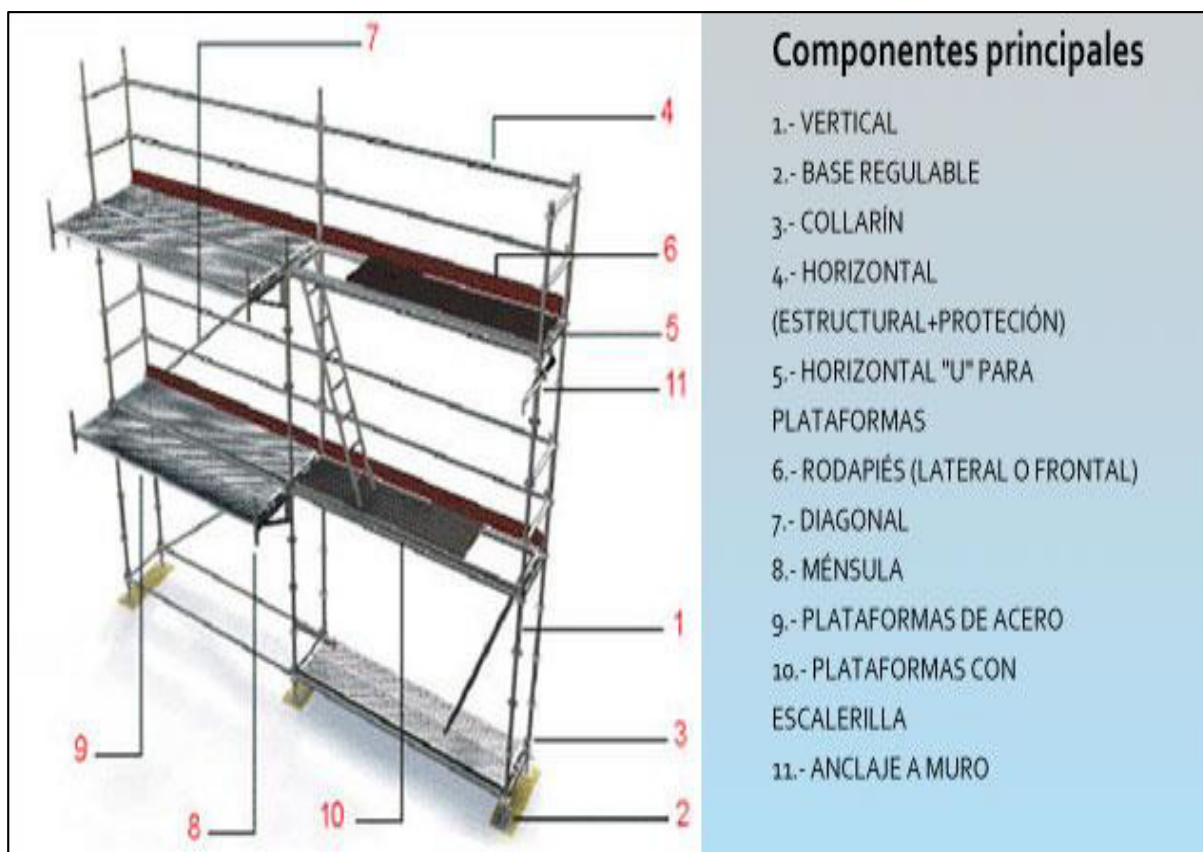 7
4
6
5
11
1
3
9
8
10
2
Componentes principales
1.- VERTICAL
2.- BASE REGULABLE
3.- COLLARÍN
4.- HORIZONTAL
(ESTRUCTURAL+PROTECIÓN)
5.- HORIZONTAL "U" PARA
PLATAFORMAS
6.- RODAPIÉS (LATERAL O FRONTAL)
7.- DIAGONAL
8.- MÉNSULA
9.- PLATAFORMAS DE ACERO
10.- PLATAFORMAS CON
ESCALERILLA
11.- ANCLAJE A MURO